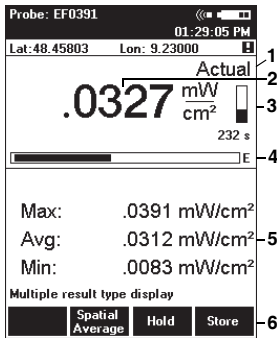 Probe: EF0391
01:29:05 PM
Lat:48.45803 Lon: 9.23000
1
Actual
2
.0327 mW/cm²
3
232 s
E
4
Max: .0391 mW/cm²
Avg: .0312 mW/cm²
5
Min: .0083 mW/cm²
Multiple result type display
Spatial Average Hold Store
6